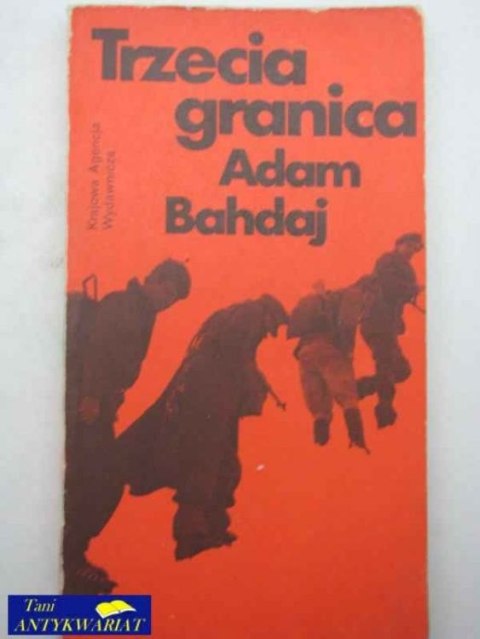 Trzecia
granica
Adam
Bahdaj
Krajowa Agencja
Wydawnicza
Tani
ANTYKWARIAT